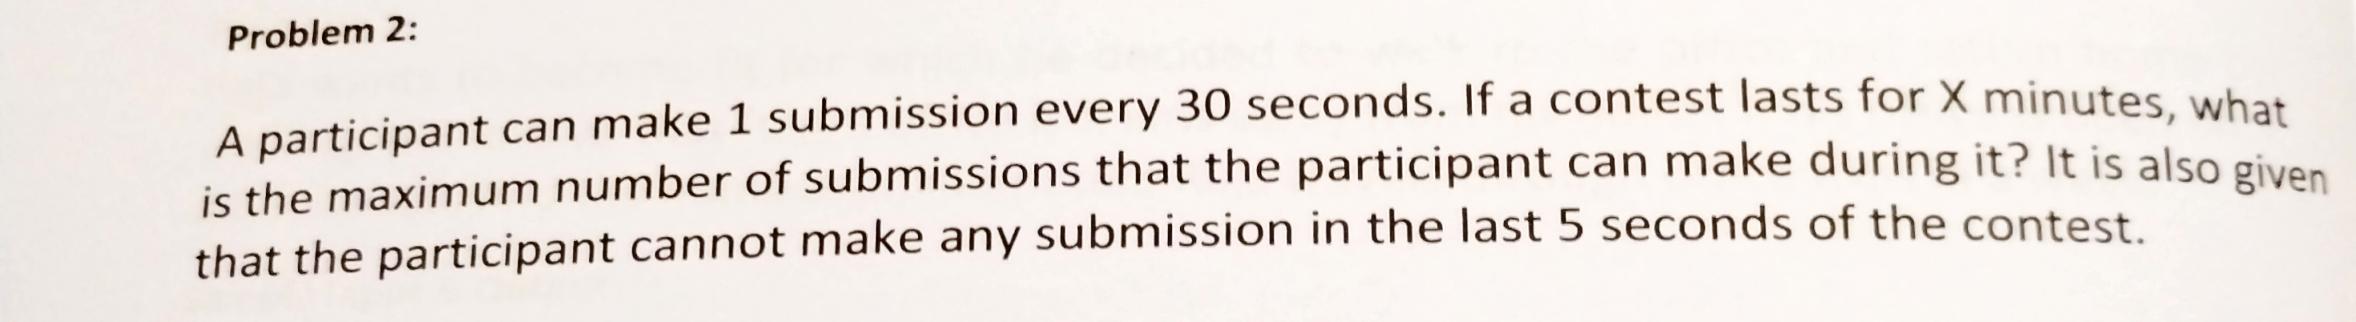 Problem 2:
A participant can make 1 submission every 30 seconds. If a contest lasts for X minutes, what
is the maximum number of submissions that the participant can make during it? It is also given
that the participant cannot make any submission in the last 5 seconds of the contest.